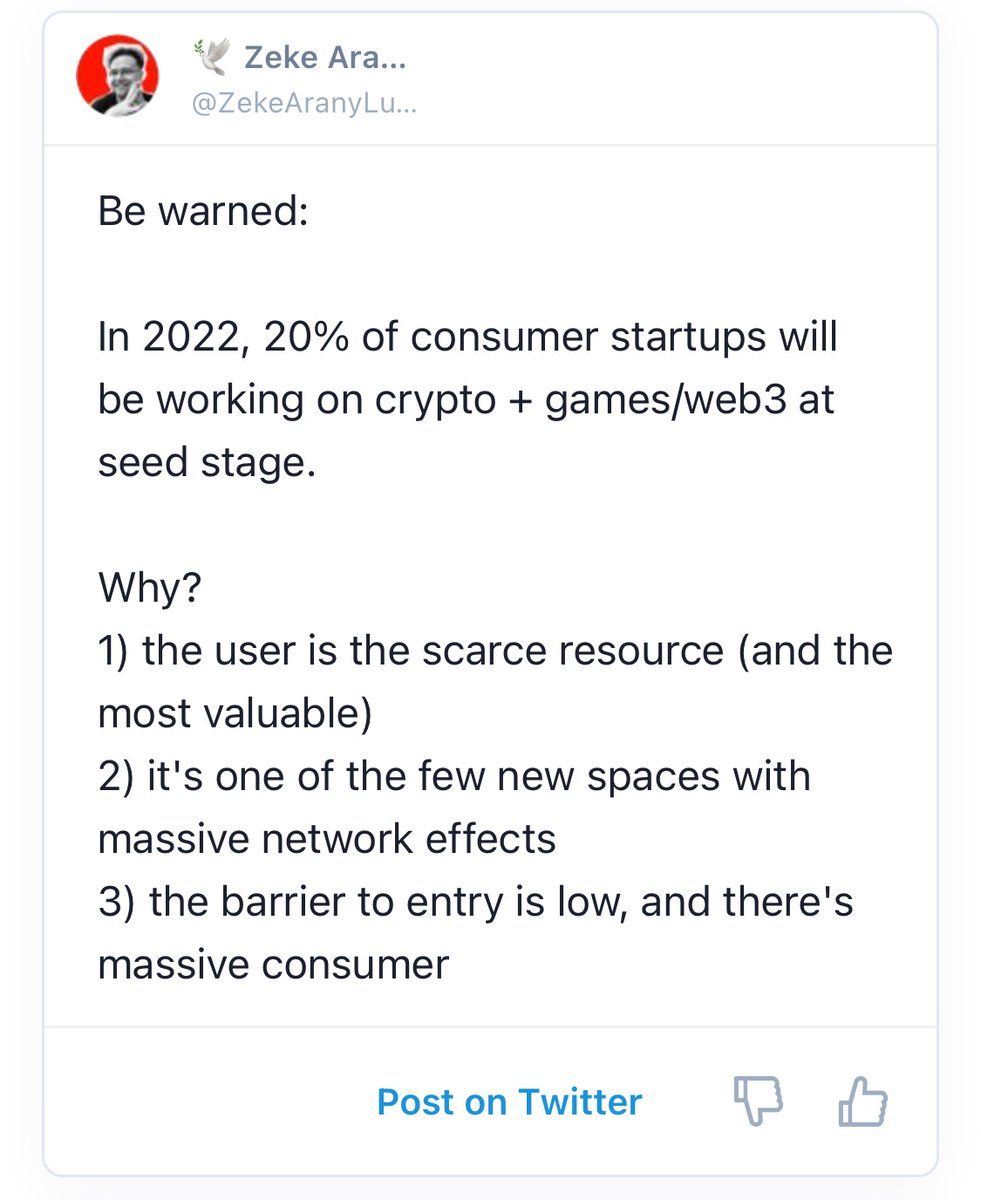 🕊️ Zeke Ara...
@ZekeAranyLu...
Be warned:
In 2022, 20% of consumer startups will
be working on crypto + games/web3 at
seed stage.
Why?
1) the user is the scarce resource (and the
most valuable)
2) it's one of the few new spaces with
massive network effects
3) the barrier to entry is low, and there's
massive consumer
Post on Twitter